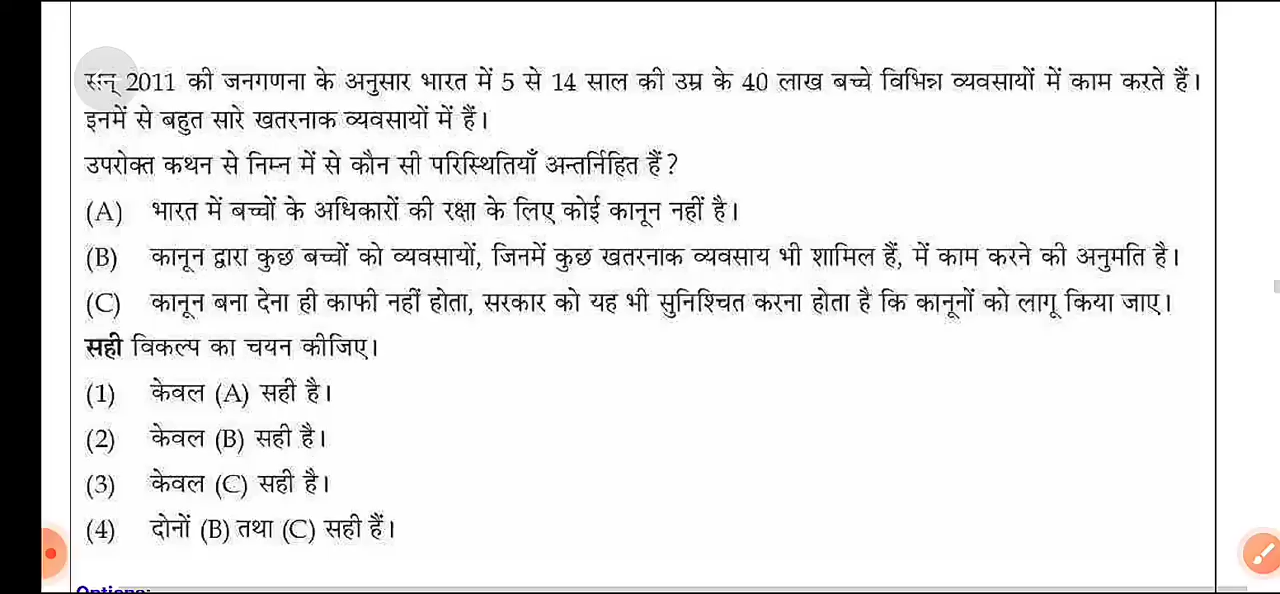 सन् 2011 की जनगणना के अनुसार भारत में 5 से 14 साल की उम्र के 40 लाख बच्चे विभिन्न व्यवसायों में काम करते हैं।
इनमें से बहुत सारे खतरनाक व्यवसायों में हैं।
उपरोक्त कथन से निम्न में से कौन सी परिस्थितियाँ अन्तर्निहित हैं?
(A) भारत में बच्चों के अधिकारों की रक्षा के लिए कोई कानून नहीं है।
(B) कानून द्वारा कुछ बच्चों को व्यवसायों, जिनमें कुछ खतरनाक व्यवसाय भी शामिल हैं, में काम करने की अनुमति है।
(C) कानून बना देना ही काफी नहीं होता, सरकार को यह भी सुनिश्चित करना होता है कि कानूनों को लागू किया जाए।
सही विकल्प का चयन कीजिए।
(1) केवल (A) सही है।
(2) केवल (B) सही है।
(3) केवल (C) सही है।
(4) दोनों (B) तथा (C) सही हैं।
Options: